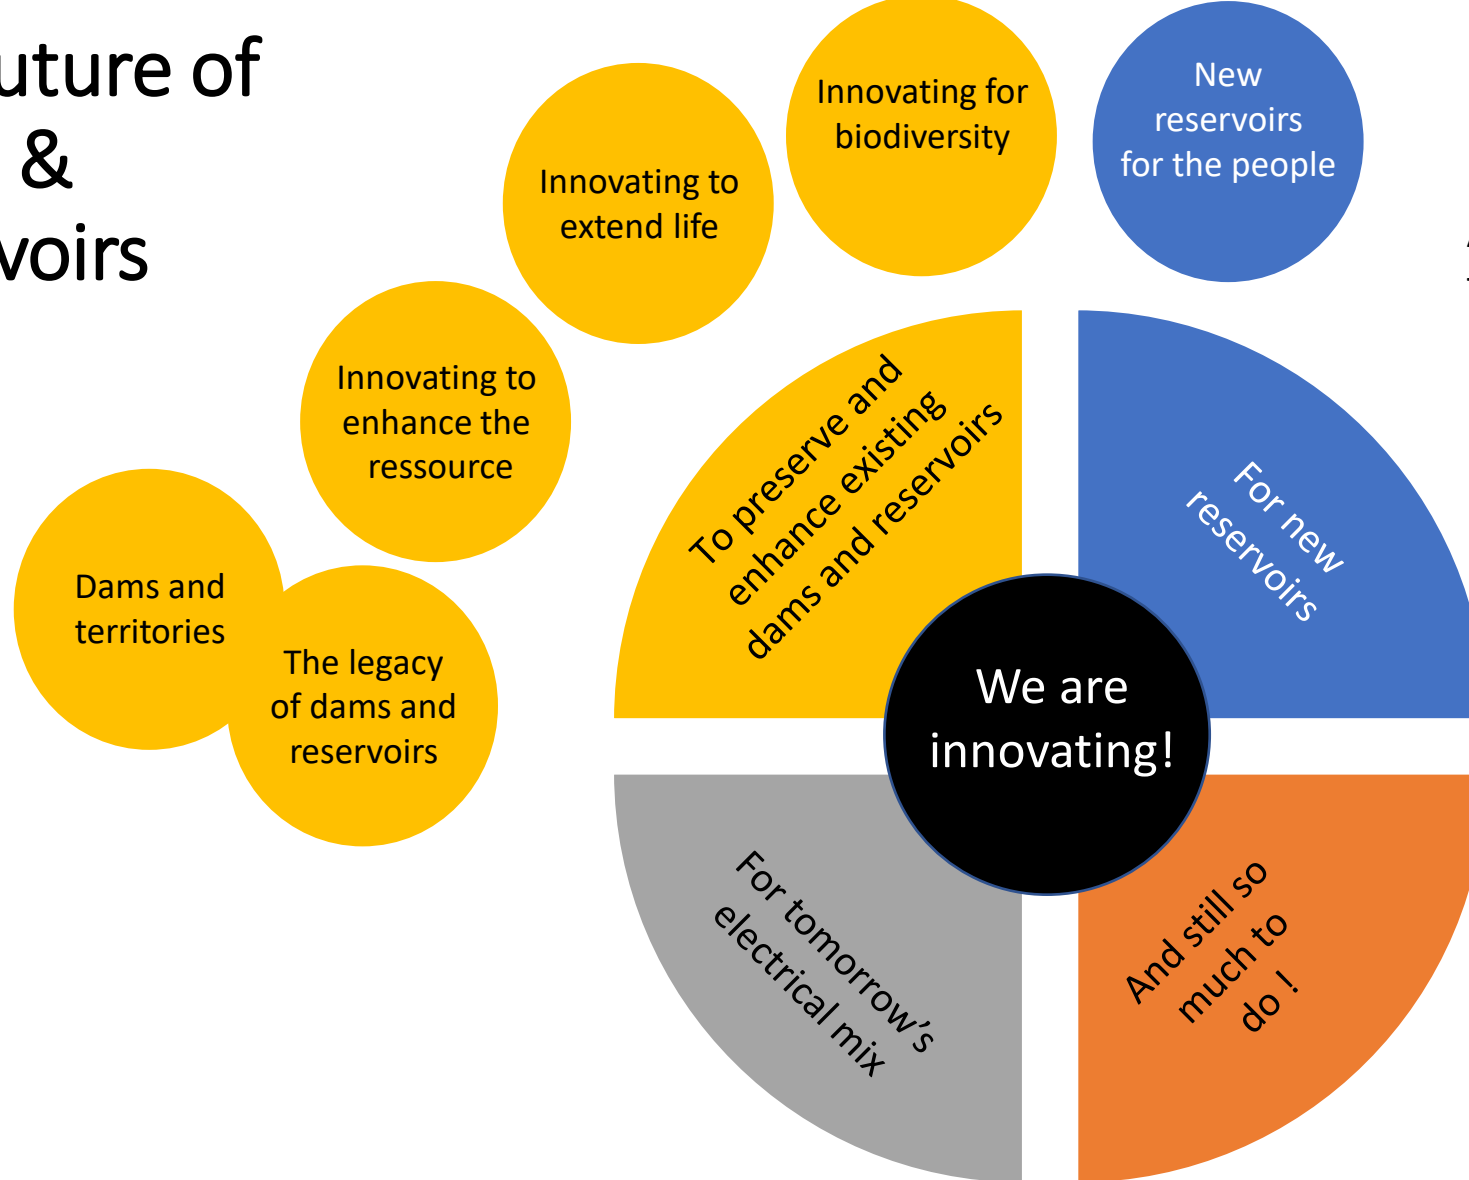 uture of
&
voirs
Innovating for
biodiversity
New
reservoirs
for the people
Innovating to
extend life
Innovating to
enhance the
ressource
Dams and
territories
The legacy
of dams and
reservoirs
To preserve and
enhance existing
dams and reservoirs
For new
reservoirs
We are
innovating!
For tomorrow's
electrical mix
And still so
much to
do !